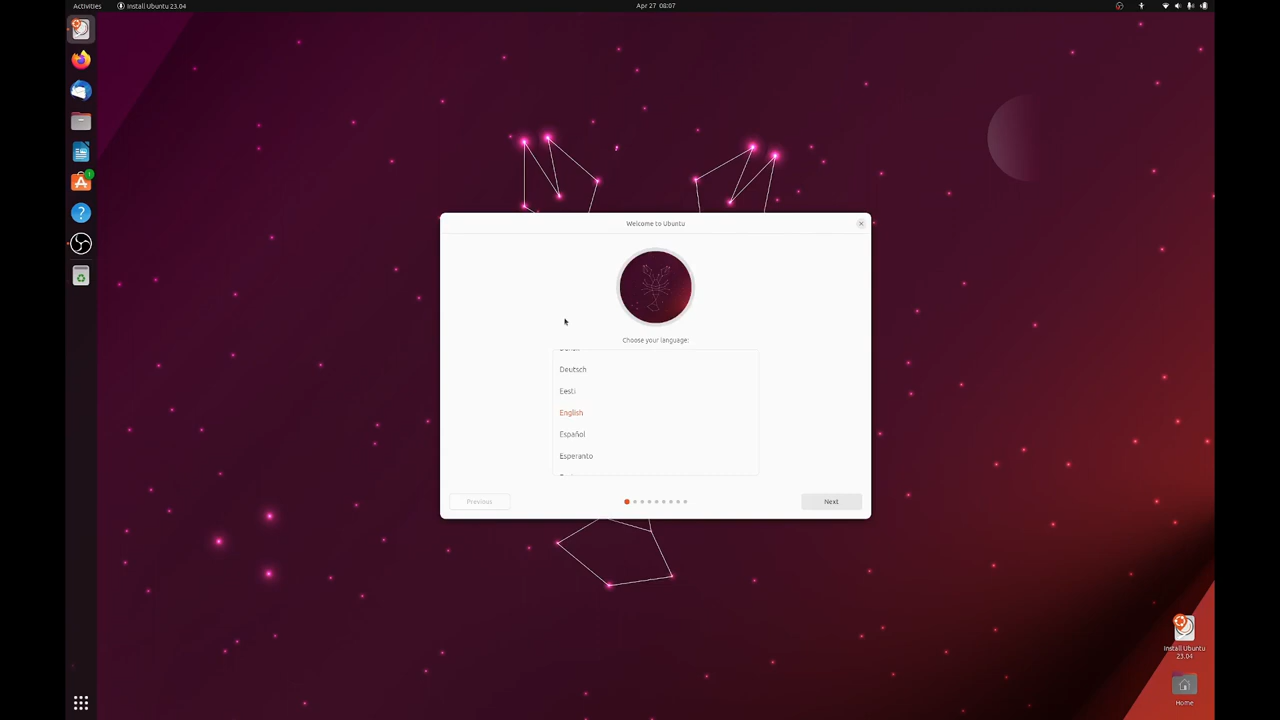 Activities
Install Ubuntu 23.04
Apr 27 08:07
1
Welcome to Ubuntu
Choose your language:
Deutsch
Eesti
English
Español
Esperanto
Previous
Next
Install Ubuntu
23.04
Home